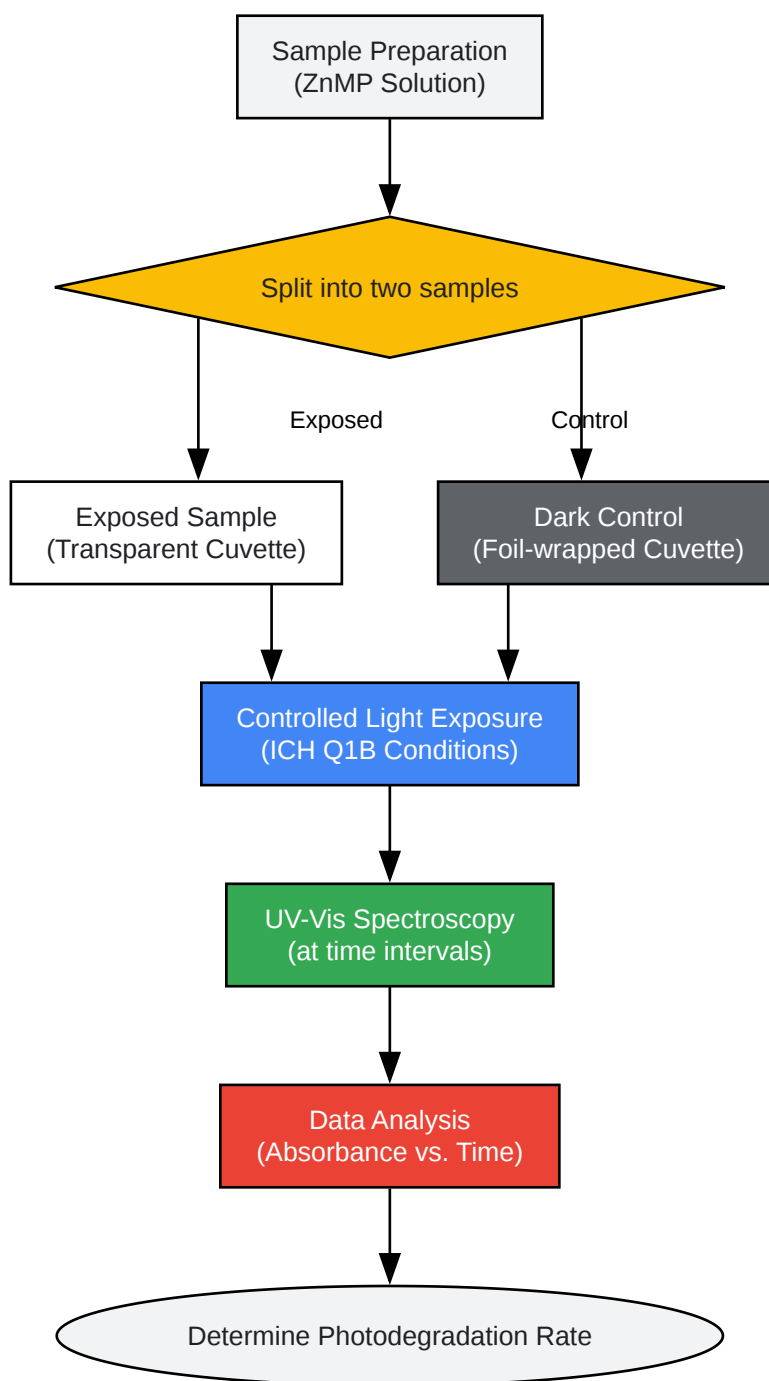 Sample Preparation
(ZnMP Solution)
Split into two samples
Exposed
Control
Exposed Sample
(Transparent Cuvette)
Dark Control
(Foil-wrapped Cuvette)
Controlled Light Exposure
(ICH Q1B Conditions)
UV-Vis Spectroscopy
(at time intervals)
Data Analysis
(Absorbance vs. Time)
Determine Photodegradation Rate